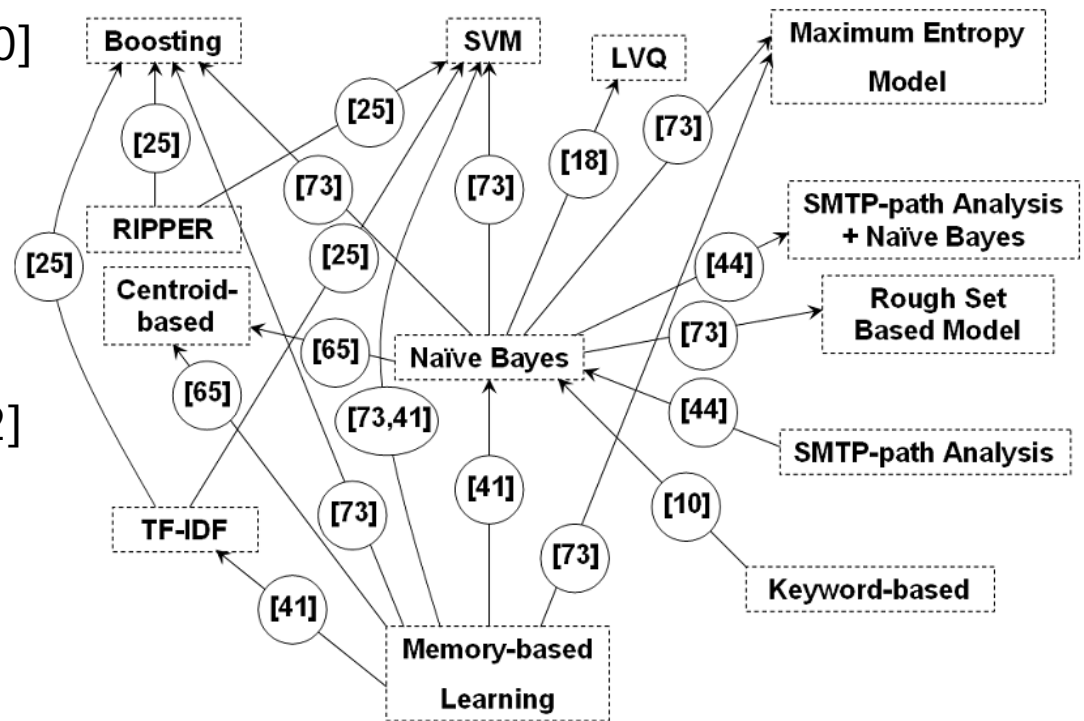 0]
Boosting
SVM
LVQ
Maximum Entropy
Model
[25]
[25]
[73]
[18]
[73]
[73]
SMTP-path Analysis
+ Naïve Bayes
RIPPER
[25]
[25]
[44]
Centroid-
based
Rough Set
Based Model
[65]
Naïve Bayes
[73]
[65]
[73,41]
[44]
2]
SMTP-path Analysis
[41]
[10]
[73]
TF-IDF
[73]
Keyword-based
[41]
Memory-based
Learning